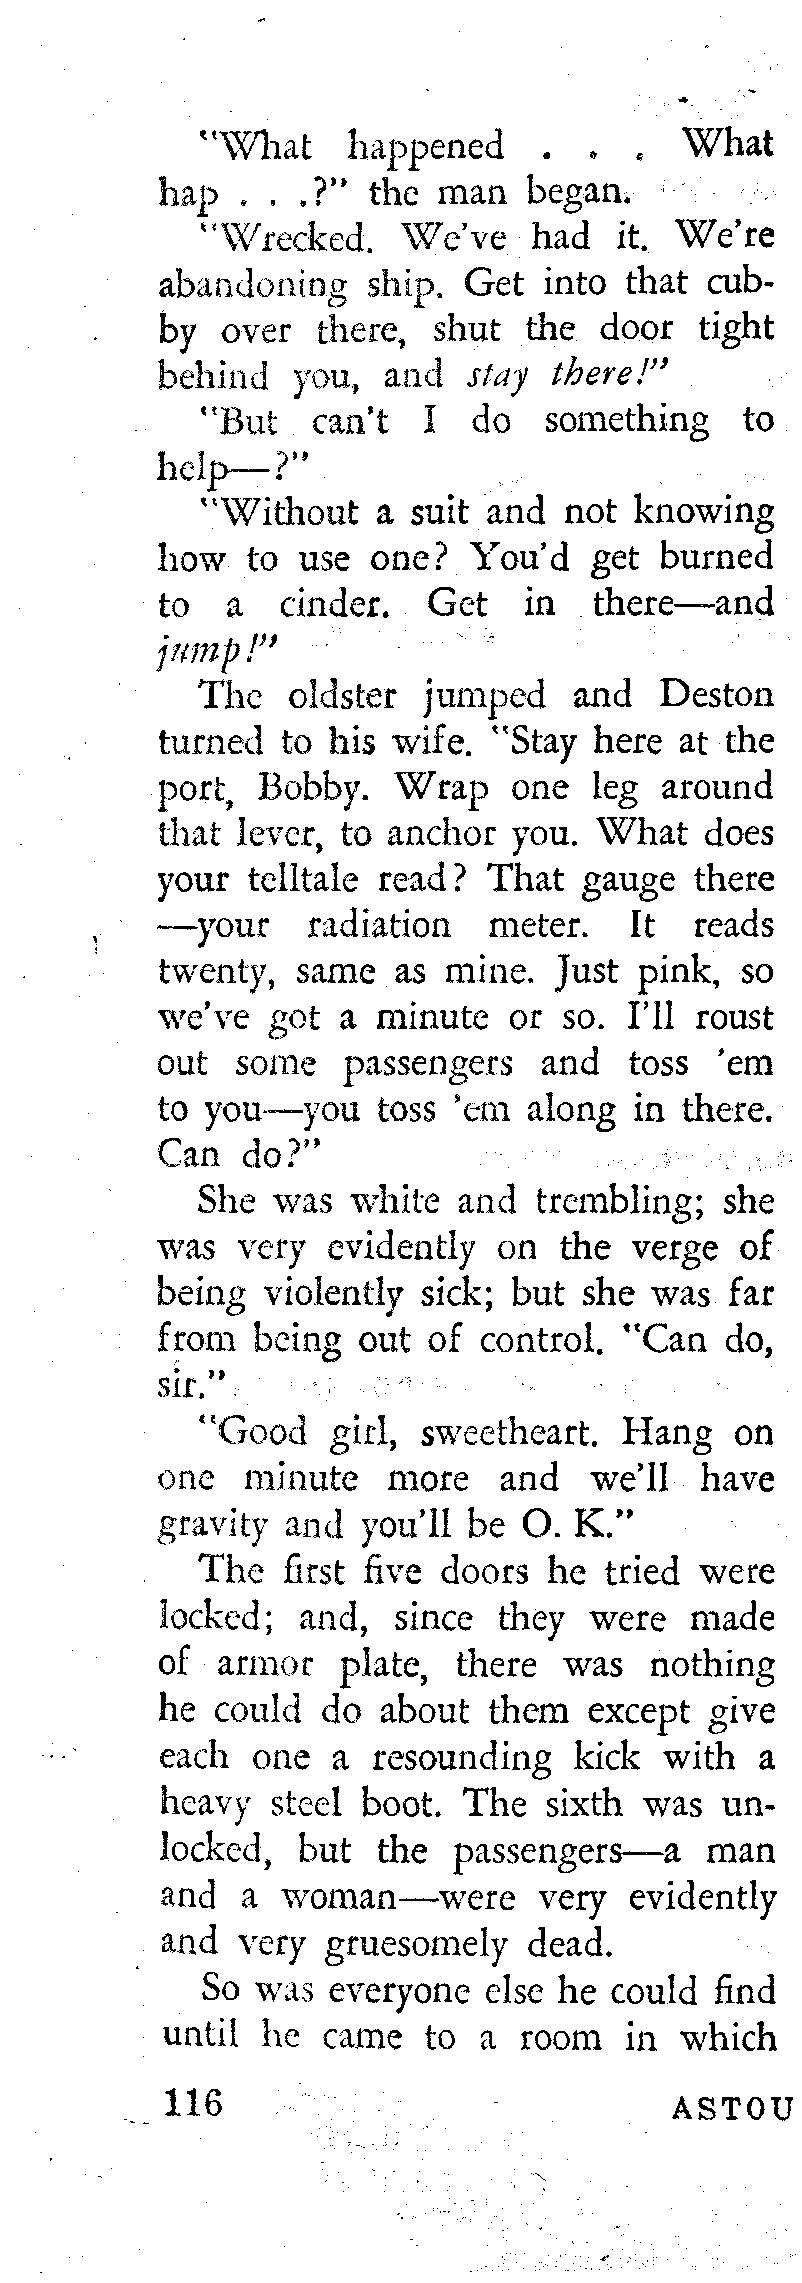 "What happened . . . What
hap . . .?" the man began.
"Wrecked. We've had it. We're
abandoning ship. Get into that cub-
by over there, shut the door tight
behind you, and stay there!"
"But can't I do something to
help—?"
"Without a suit and not knowing
how to use one? You'd get burned
to a cinder. Get in there—and
jump!"
The oldster jumped and Deston
turned to his wife. "Stay here at the
port, Bobby. Wrap one leg around
that lever, to anchor you. What does
your telltale read? That gauge there
—your radiation meter. It reads
twenty, same as mine. Just pink, so
we've got a minute or so. I'll roust
out some passengers and toss 'em
to you—you toss 'em along in there.
Can do?"
She was white and trembling; she
was very evidently on the verge of
being violently sick; but she was far
from being out of control. "Can do,
sir."
"Good girl, sweetheart. Hang on
one minute more and we'll have
gravity and you'll be O. K."
The first five doors he tried were
locked; and, since they were made
of armor plate, there was nothing
he could do about them except give
each one a resounding kick with a
heavy steel boot. The sixth was un-
locked, but the passengers—a man
and a woman—were very evidently
and very gruesomely dead.
So was everyone else he could find
until he came to a room in which
116 ASTOU